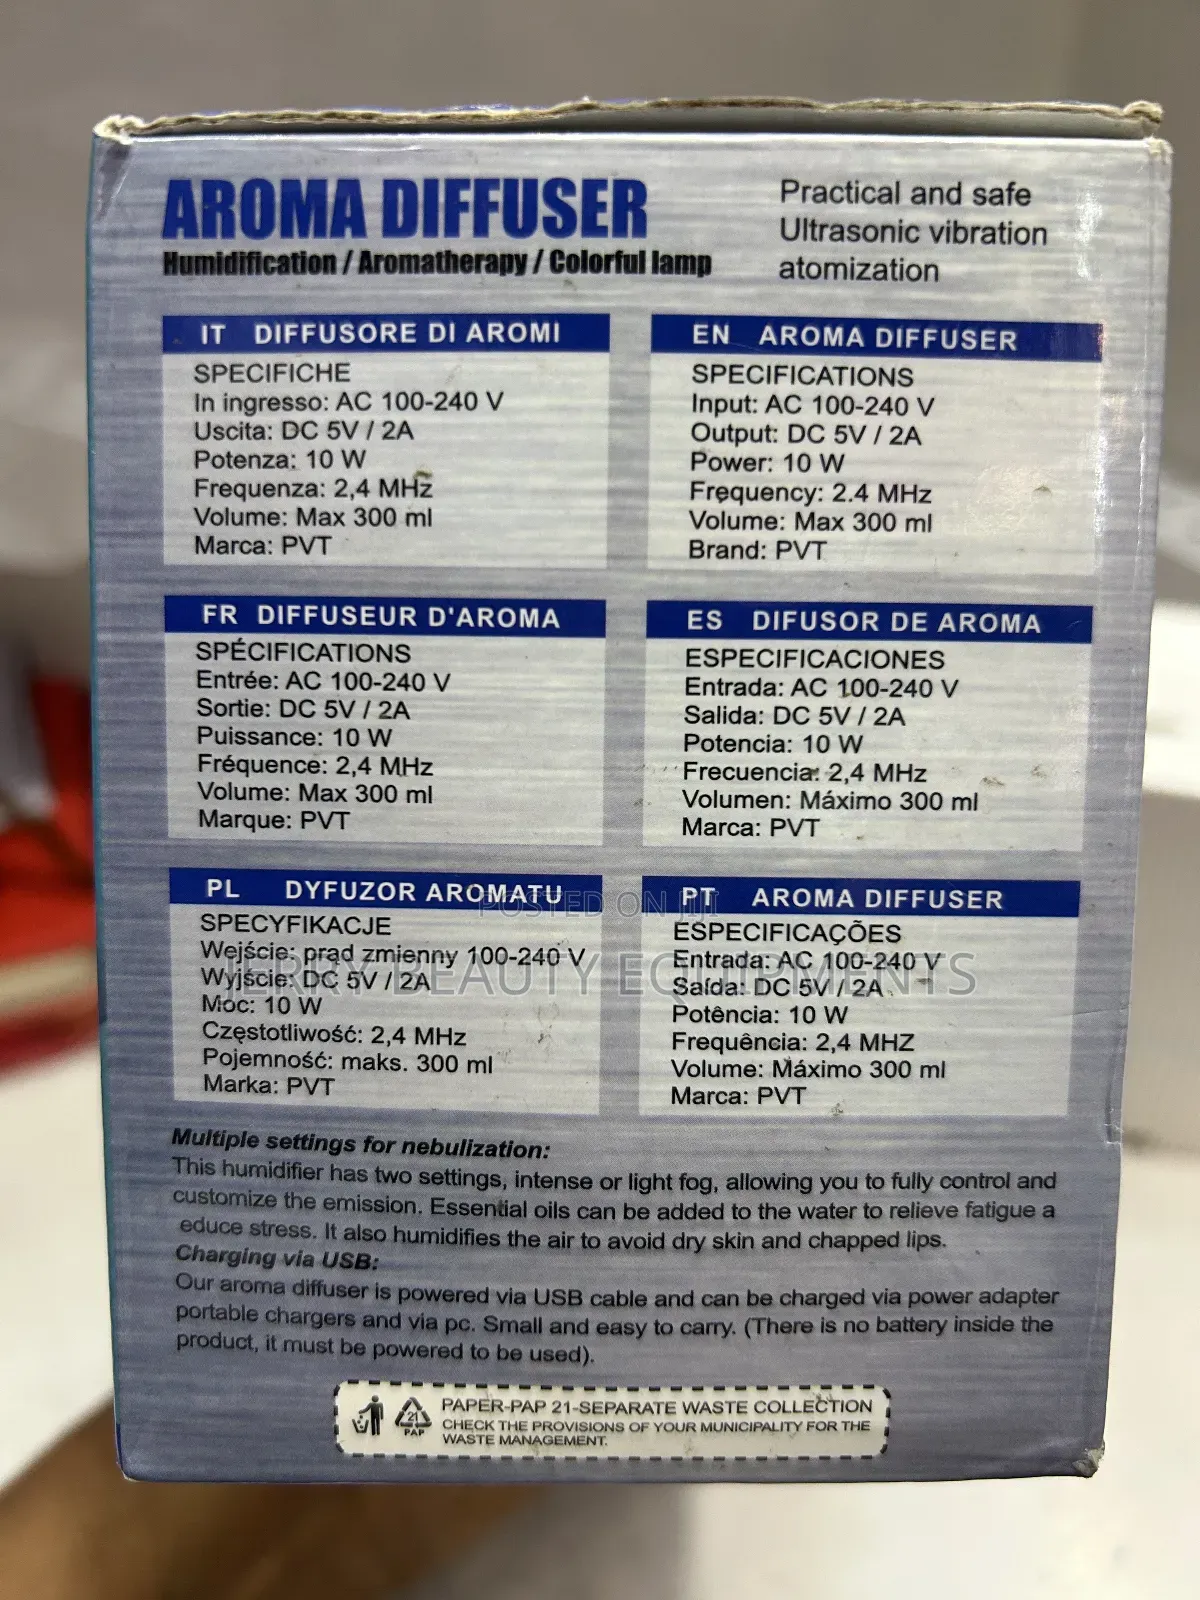 AROMA DIFFUSER
Humidification / Aromatherapy / Colorful lamp
Practical and safe
Ultrasonic vibration
atomization
IT DIFFUSORE DI AROMI
SPECIFICHE
In ingresso: AC 100-240 V
Uscita: DC 5V / 2A
Potenza: 10 W
Frequenza: 2,4 MHz
Volume: Max 300 ml
Marca: PVT
EN AROMA DIFFUSER
SPECIFICATIONS
Input: AC 100-240 V
Output: DC 5V / 2A
Power: 10 W
Frequency: 2.4 MHz
Volume: Max 300 ml
Brand: PVT
FR DIFFUSEUR D'AROMA
SPÉCIFICATIONS
Entrée: AC 100-240 V
Sortie: DC 5V / 2A
Puissance: 10 W
Fréquence: 2,4 MHz
Volume: Max 300 ml
Marque: PVT
ES DIFUSOR DE AROMA
ESPECIFICACIONES
Entrada: AC 100-240 V
Salida: DC 5V / 2A
Potencia: 10 W
Frecuencia: 2,4 MHz
Volumen: Máximo 300 ml
Marca: PVT
PL DYFUZOR AROMATU
SPECYFIKACJE
Wejście: prąd zmienny 100-240 V
Wyjście: DC 5V / 2A
Moc: 10 W
Częstotliwość: 2,4 MHz
Pojemność: maks. 300 ml
Marka: PVT
PT AROMA DIFFUSER
ESPECIFICAÇÕES
Entrada: AC 100-240 V
Saída: DC 5V / 2A
Potência: 10 W
Frequência: 2,4 MHZ
Volume: Máximo 300 ml
Marca: PVT
POSTED ON JIJI
BEAUTY EQUIPMENTS
Multiple settings for nebulization:
This humidifier has two settings, intense or light fog, allowing you to fully control and
customize the emission. Essential oils can be added to the water to relieve fatigue a
educe stress. It also humidifies the air to avoid dry skin and chapped lips.
Charging via USB:
Our aroma diffuser is powered via USB cable and can be charged via power adapter
portable chargers and via pc. Small and easy to carry. (There is no battery inside the
product, it must be powered to be used).
21
PAP
PAPER-PAP 21-SEPARATE WASTE COLLECTION
CHECK THE PROVISIONS OF YOUR MUNICIPALITY FOR THE
WASTE MANAGEMENT.